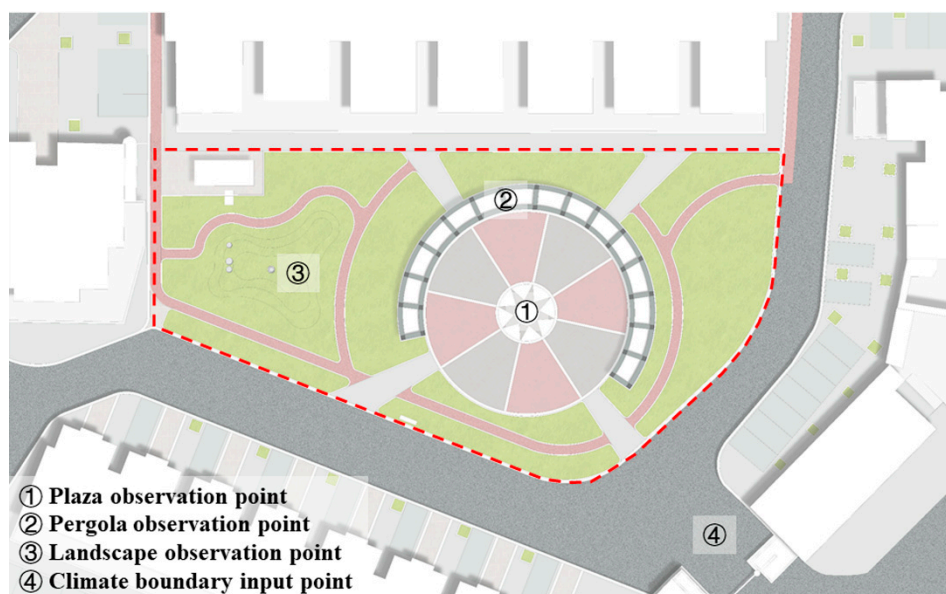 ②
③
①
④
① Plaza observation point
② Pergola observation point
③ Landscape observation point
④ Climate boundary input point